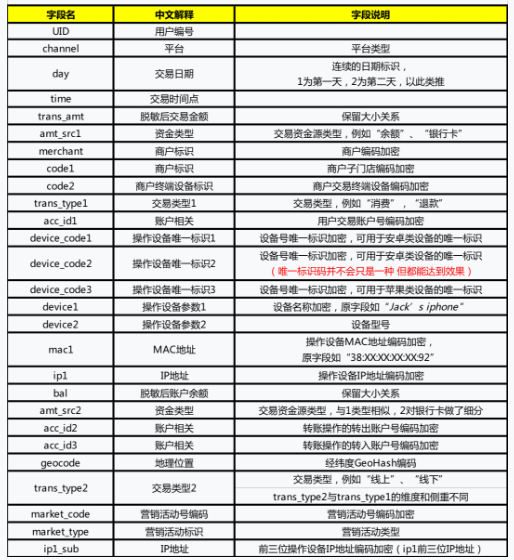 字段名 中文解释 字段说明
UID 用户编号
channel 平台 平台类型
day 交易日期 连续的日期标识，
1为第一天，2为第二天，以此类推
time 交易时间点
trans_amt 脱敏后交易金额 保留大小关系
amt_src1 资金类型 交易资金源类型，例如“余额”、“银行卡”
merchant 商户标识 商户编码加密
code1 商户标识 商户子门店编码加密
code2 商户终端设备标识 商户交易终端设备编码加密
trans_type1 交易类型1 交易类型，例如“消费”，“退款”
acc_id1 账户相关 用户交易账户号编码加密
device_code1 操作设备唯一标识1 设备号唯一标识加密，可用于安卓类设备的唯一标识
device_code2 操作设备唯一标识2 设备号唯一标识加密，可用于安卓类设备的唯一标识
（唯一标识码并不会只是一种 但都能达到效果）
device_code3 操作设备唯一标识3 设备号唯一标识加密，可用于苹果类设备的唯一标识
device1 操作设备参数1 设备名称加密，原字段如“Jack’s iphone”
device2 操作设备参数2 设备型号
mac1 MAC地址 操作设备MAC地址编码加密，
原字段如“38:XX:XX:XX:XX:92”
ip1 IP地址 操作设备IP地址编码加密
bal 脱敏后账户余额 保留大小关系
amt_src2 资金类型 交易资金源类型，与1类型相似，2对银行卡做了细分
acc_id2 账户相关 转账操作的转出账户号编码加密
acc_id3 账户相关 转账操作的转入账户号编码加密
geocode 地理位置 经纬度GeoHash编码
trans_type2 交易类型2 交易类型，例如“线上”、“线下”
trans_type2与trans_type1的维度和侧重不同
market_code 营销活动号编码 营销活动号编码加密
market_type 营销活动标识 营销活动类型
ip1_sub IP地址 前三位操作设备IP地址编码加密（ip1前三位IP地址）